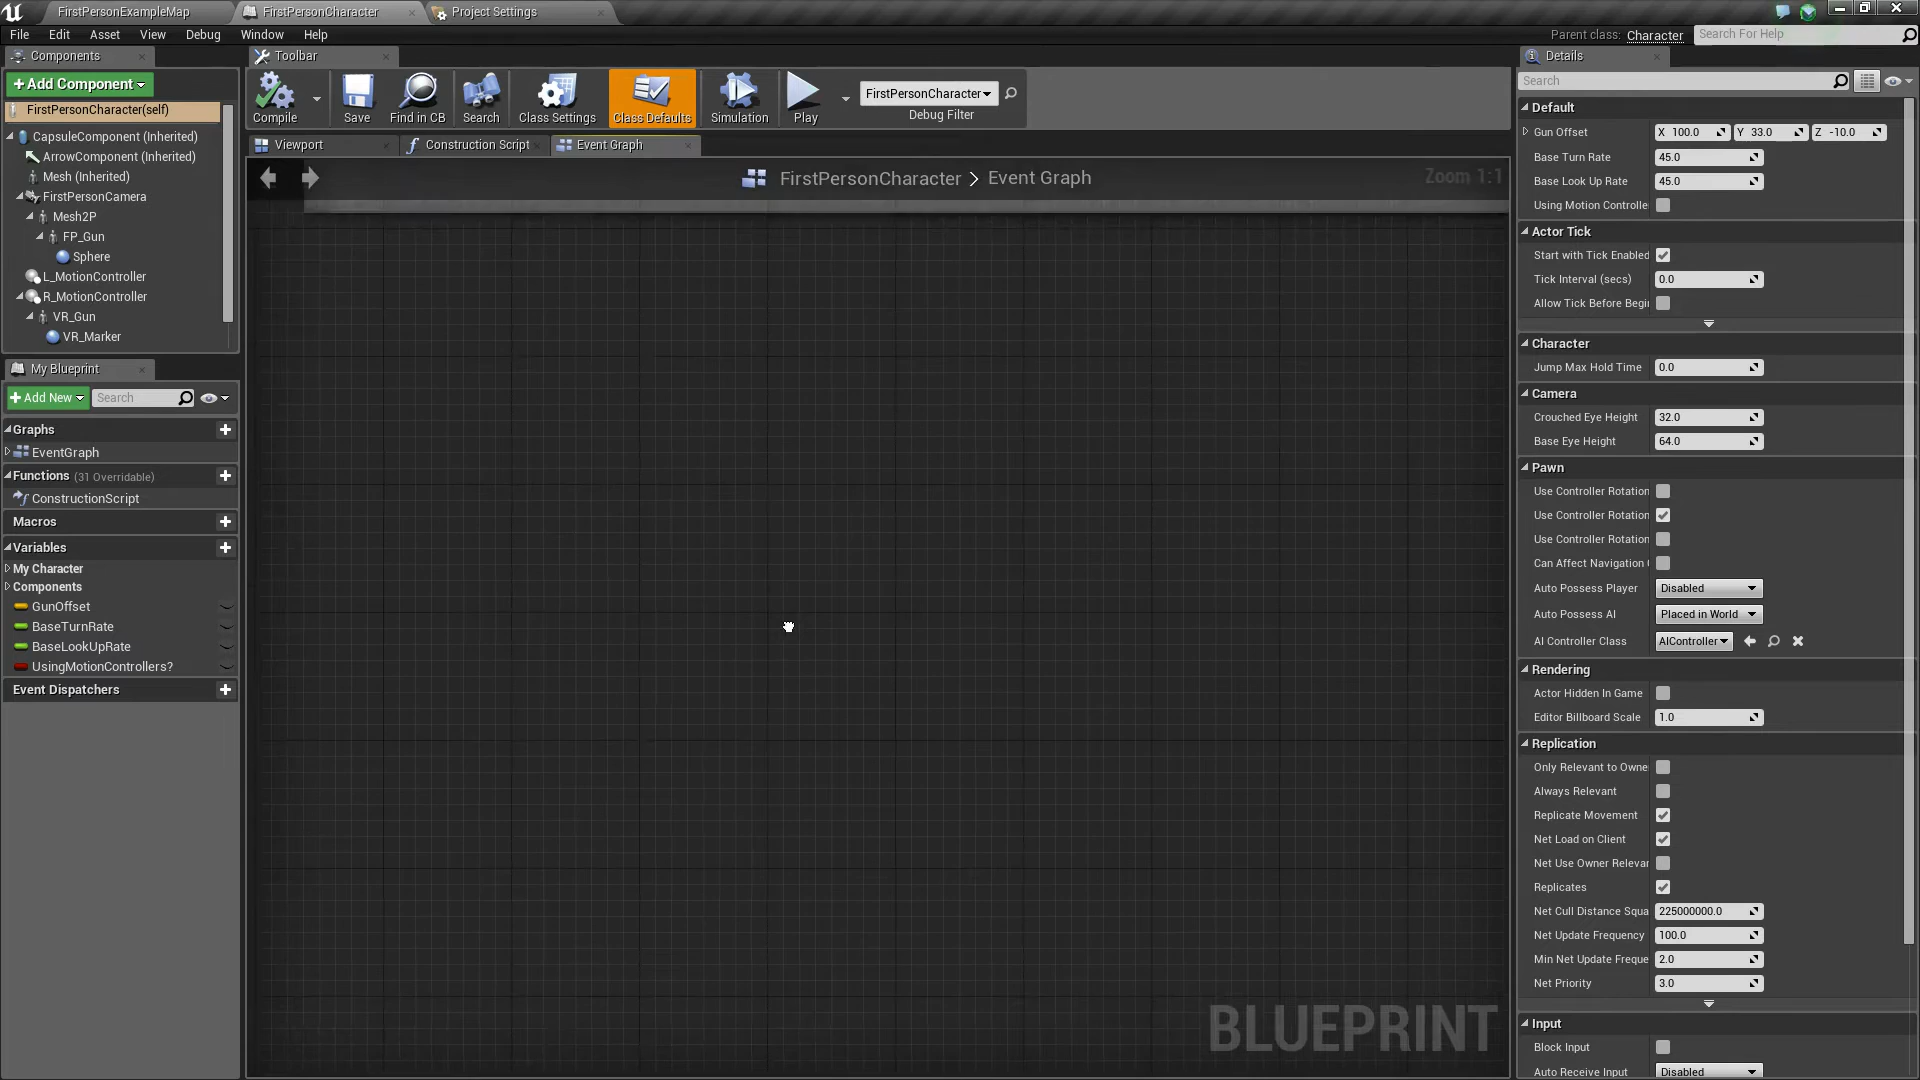 FirstPersonExampleMap
FirstPersonCharacter
Project Settings
File Edit Asset View Debug Window Help
Parent class: Character
Search For Help
Components
+Add Component
FirstPersonCharacter(self)
CapsuleComponent (Inherited)
ArrowComponent (Inherited)
Mesh (Inherited)
FirstPersonCamera
Mesh2P
FP_Gun
Sphere
L_MotionController
R_MotionController
VR_Gun
VR_Marker
My Blueprint
+Add New
Search
Graphs
EventGraph
Functions (31 Overridable)
ConstructionScript
Macros
Variables
My Character
Components
GunOffset
BaseTurnRate
BaseLookUpRate
UsingMotionControllers?
Event Dispatchers
Toolbar
Compile
Save
Find in CB
Search
Class Settings
Class Defaults
Simulation
Play
FirstPersonCharacter
Debug Filter
Viewport
Construction Script
Event Graph
FirstPersonCharacter > Event Graph
Zoom 1:1
BLUEPRINT
Details
Search
Default
Gun Offset X 100.0 Y 33.0 Z -10.0
Base Turn Rate 45.0
Base Look Up Rate 45.0
Using Motion Controlle
Actor Tick
Start with Tick Enabled
Tick Interval (secs) 0.0
Allow Tick Before Begi
Character
Jump Max Hold Time 0.0
Camera
Crouched Eye Height 32.0
Base Eye Height 64.0
Pawn
Use Controller Rotation
Use Controller Rotation
Use Controller Rotation
Can Affect Navigation
Auto Possess Player Disabled
Auto Possess AI Placed in World
AI Controller Class AIController
Rendering
Actor Hidden In Game
Editor Billboard Scale 1.0
Replication
Only Relevant to Owne
Always Relevant
Replicate Movement
Net Load on Client
Net Use Owner Relevar
Replicates
Net Cull Distance Squa 225000000.0
Net Update Frequency 100.0
Min Net Update Freque 2.0
Net Priority 3.0
Input
Block Input
Auto Receive Input Disabled